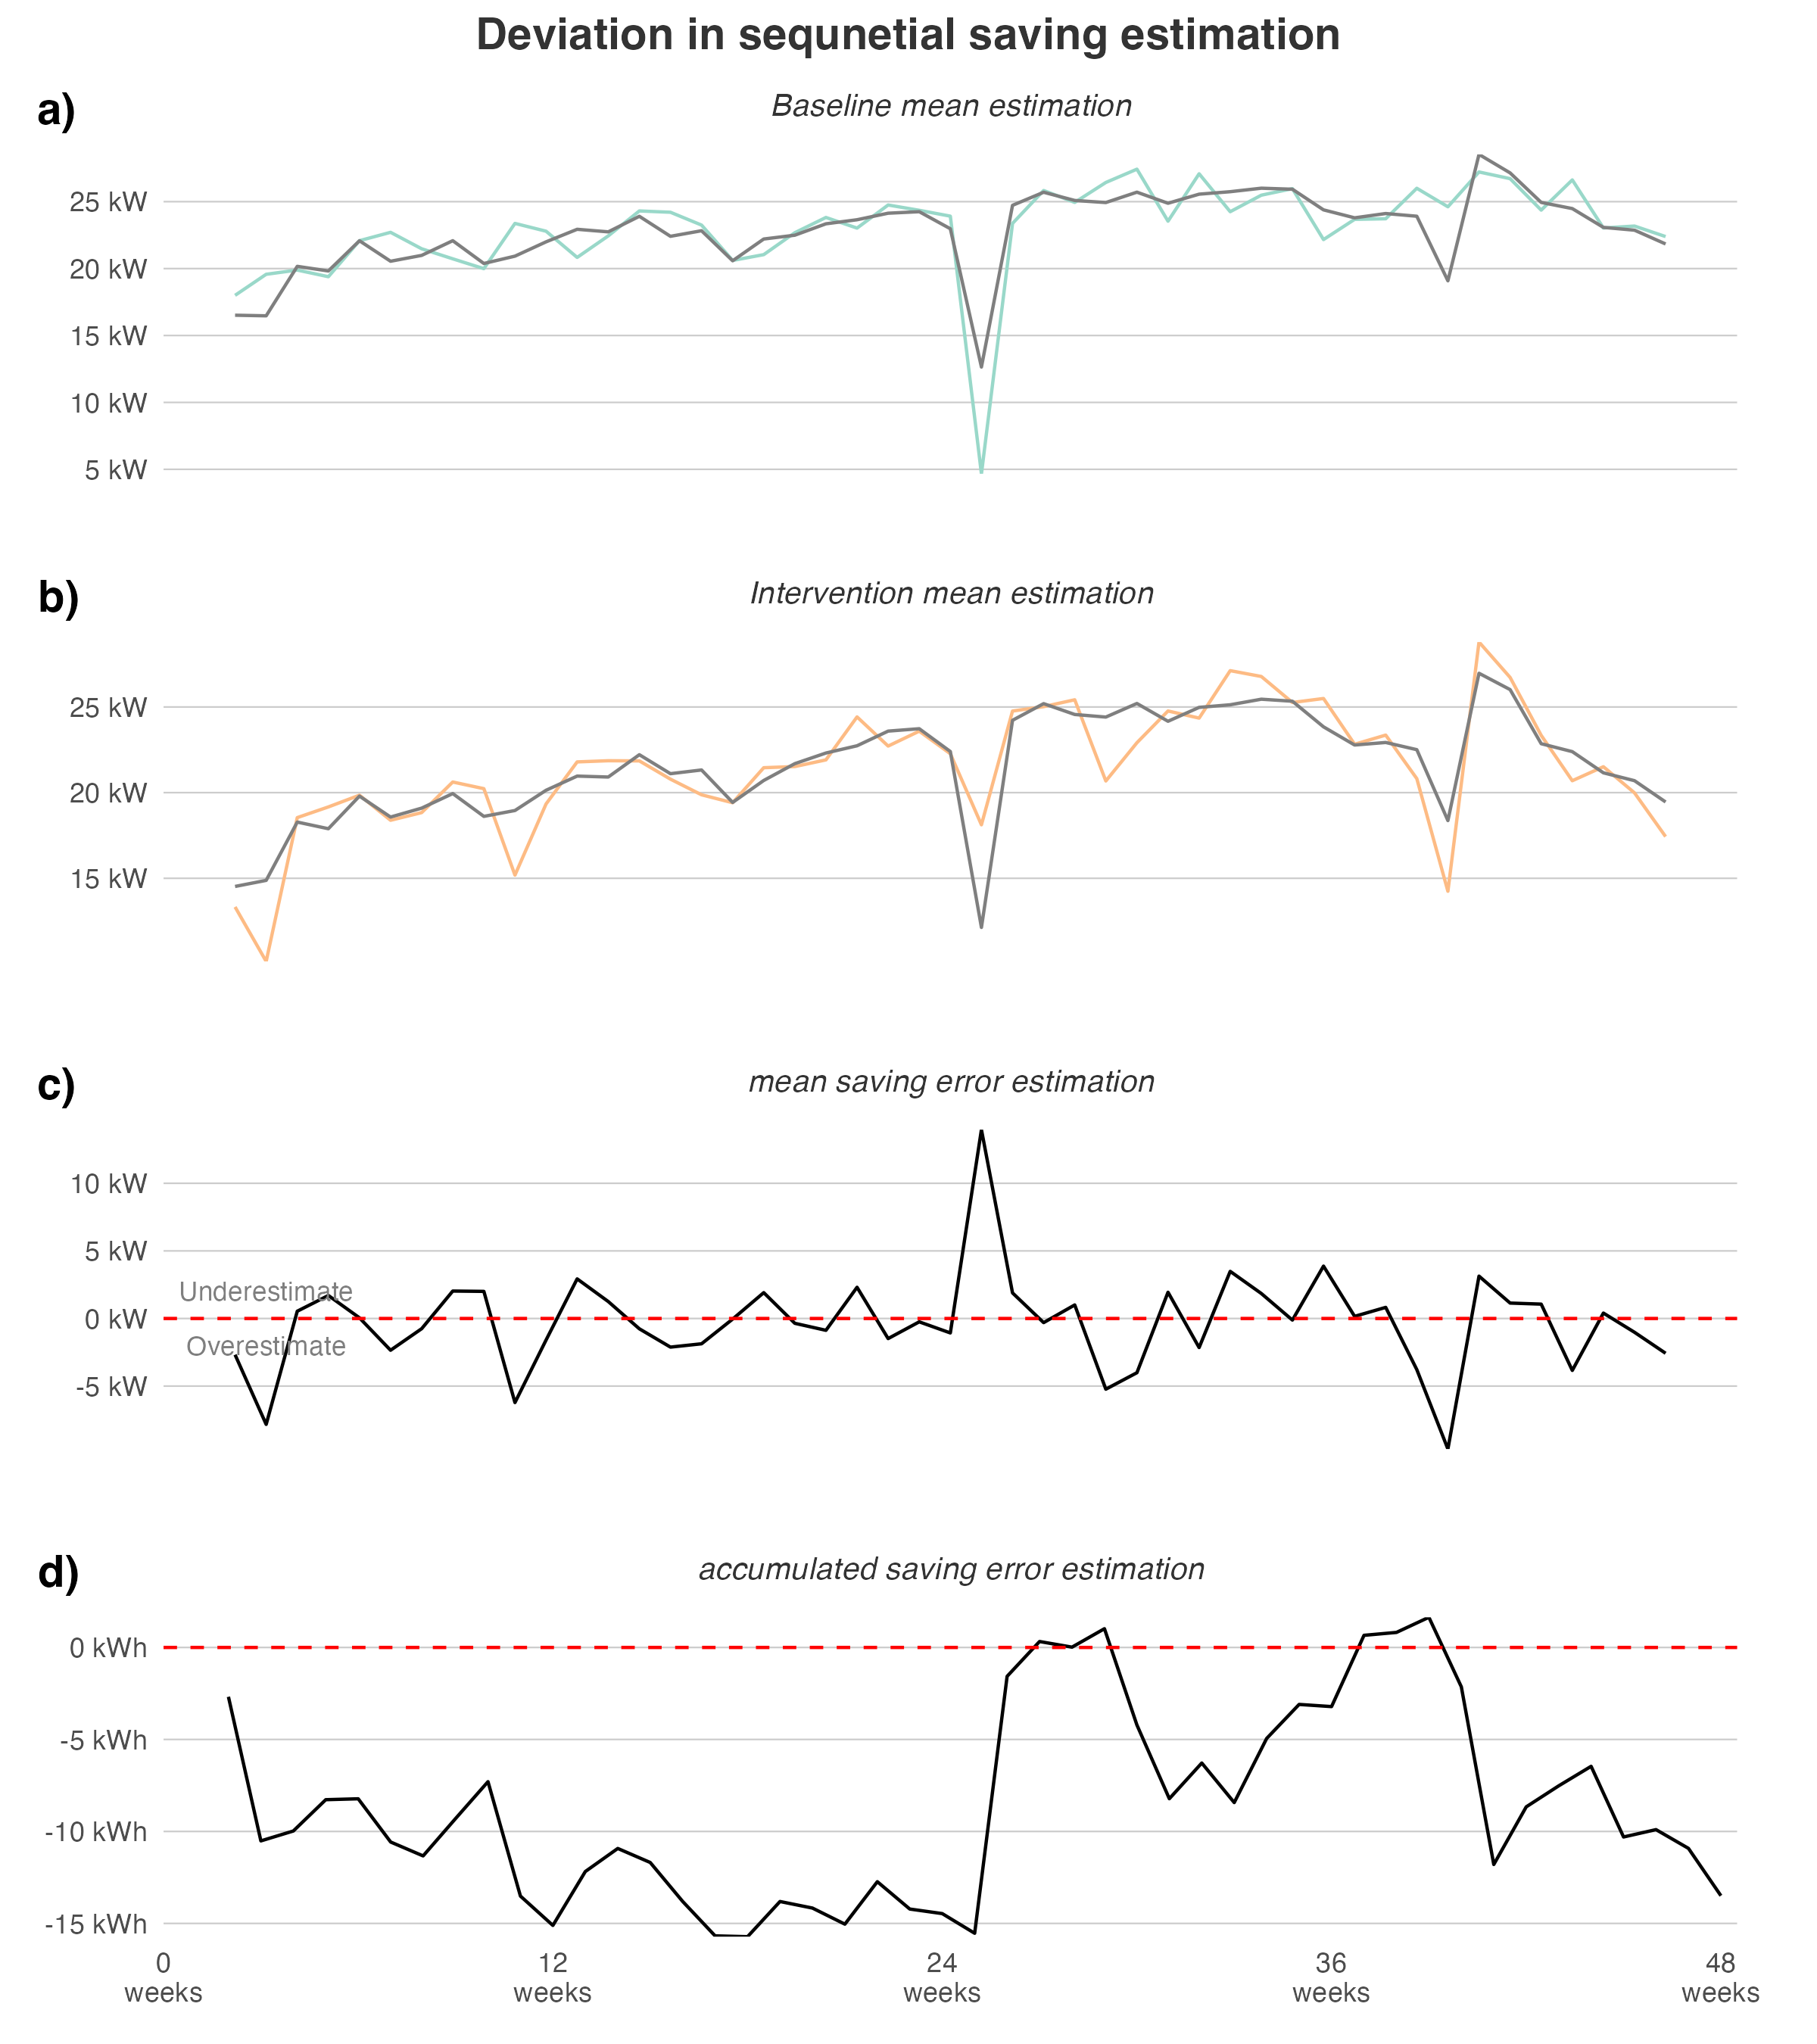 Deviation in sequnetial saving estimation
a)
Baseline mean estimation
25 kW
20 kW
15 kW
10 kW
5 kW
b)
Intervention mean estimation
25 kW
20 kW
15 kW
c)
mean saving error estimation
10 kW
5 kW
Underestimate
0 kW
Overestimate
-5 kW
d)
accumulated saving error estimation
0 kWh
-5 kWh
-10 kWh
-15 kWh
0 12 24 36 48
weeks weeks weeks weeks weeks